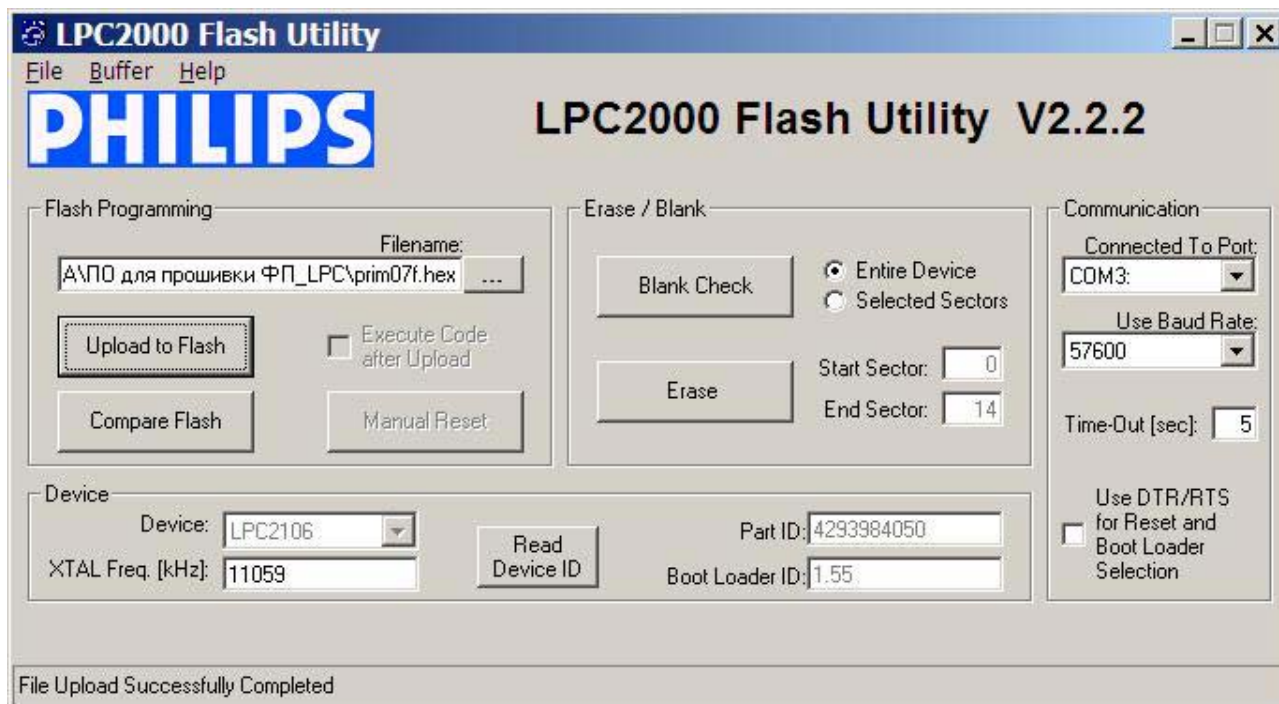 LPC2000 Flash Utility
File Buffer Help
PHILIPS
LPC2000 Flash Utility V2.2.2
Flash Programming
Filename:
А\ПО для прошивки ФП_LPC\prim07f.hex
...
Upload to Flash
Execute Code
after Upload
Compare Flash
Manual Reset
Erase / Blank
Blank Check
Entire Device
Selected Sectors
Erase
Start Sector: 0
End Sector: 14
Communication
Connected To Port:
COM3:
Use Baud Rate:
57600
Time-Out [sec]: 5
Use DTR/RTS
for Reset and
Boot Loader
Selection
Device
Device: LPC2106
XTAL Freq. [kHz]: 11059
Read
Device ID
Part ID: 4293984050
Boot Loader ID: 1.55
File Upload Successfully Completed